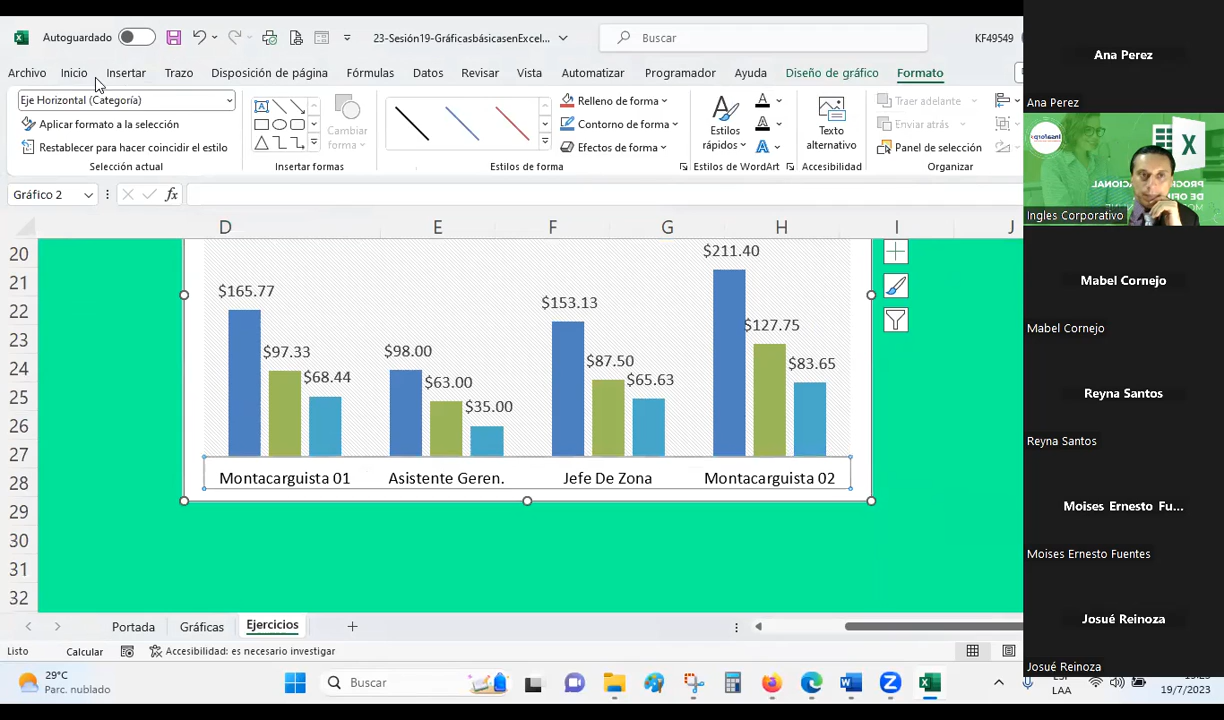 Autoguardado
23-Sesión19-GráficasbásicasenExcel...
Buscar
KF49549
Archivo Inicio Insertar Trazo Disposición de página Fórmulas Datos Revisar Vista Automatizar Programador Ayuda Diseño de gráfico Formato
Eje Horizontal (Categoría)
Aplicar formato a la selección
Restablecer para hacer coincidir el estilo
Selección actual
Cambiar
formas
Insertar formas
Relleno de forma
Contorno de forma
Efectos de forma
Estilos de forma
Estilos
rápidos
Estilos de WordArt
Texto
alternativo
Accesibilidad
Traer adelante
Enviar atrás
Panel de selección
Organizar
Gráfico 2
fx
D E F G H I J
20
21
22
23
24
25
26
27
28
29
30
31
32
$165.77
$97.33
$68.44
$98.00
$63.00
$35.00
$153.13
$87.50
$65.63
$211.40
$127.75
$83.65
Montacarguista 01
Asistente Geren.
Jefe De Zona
Montacarguista 02
Portada Gráficas Ejercicios
Listo Calcular Accesibilidad: es necesario investigar
29°C
Parc. nublado
Buscar
LAA
19/7/2023
Ana Perez
Ana Perez
Ingles Corporativo
Mabel Cornejo
Mabel Cornejo
Reyna Santos
Reyna Santos
Moises Ernesto Fu...
Moises Ernesto Fuentes
Josué Reinoza
Josué Reinoza